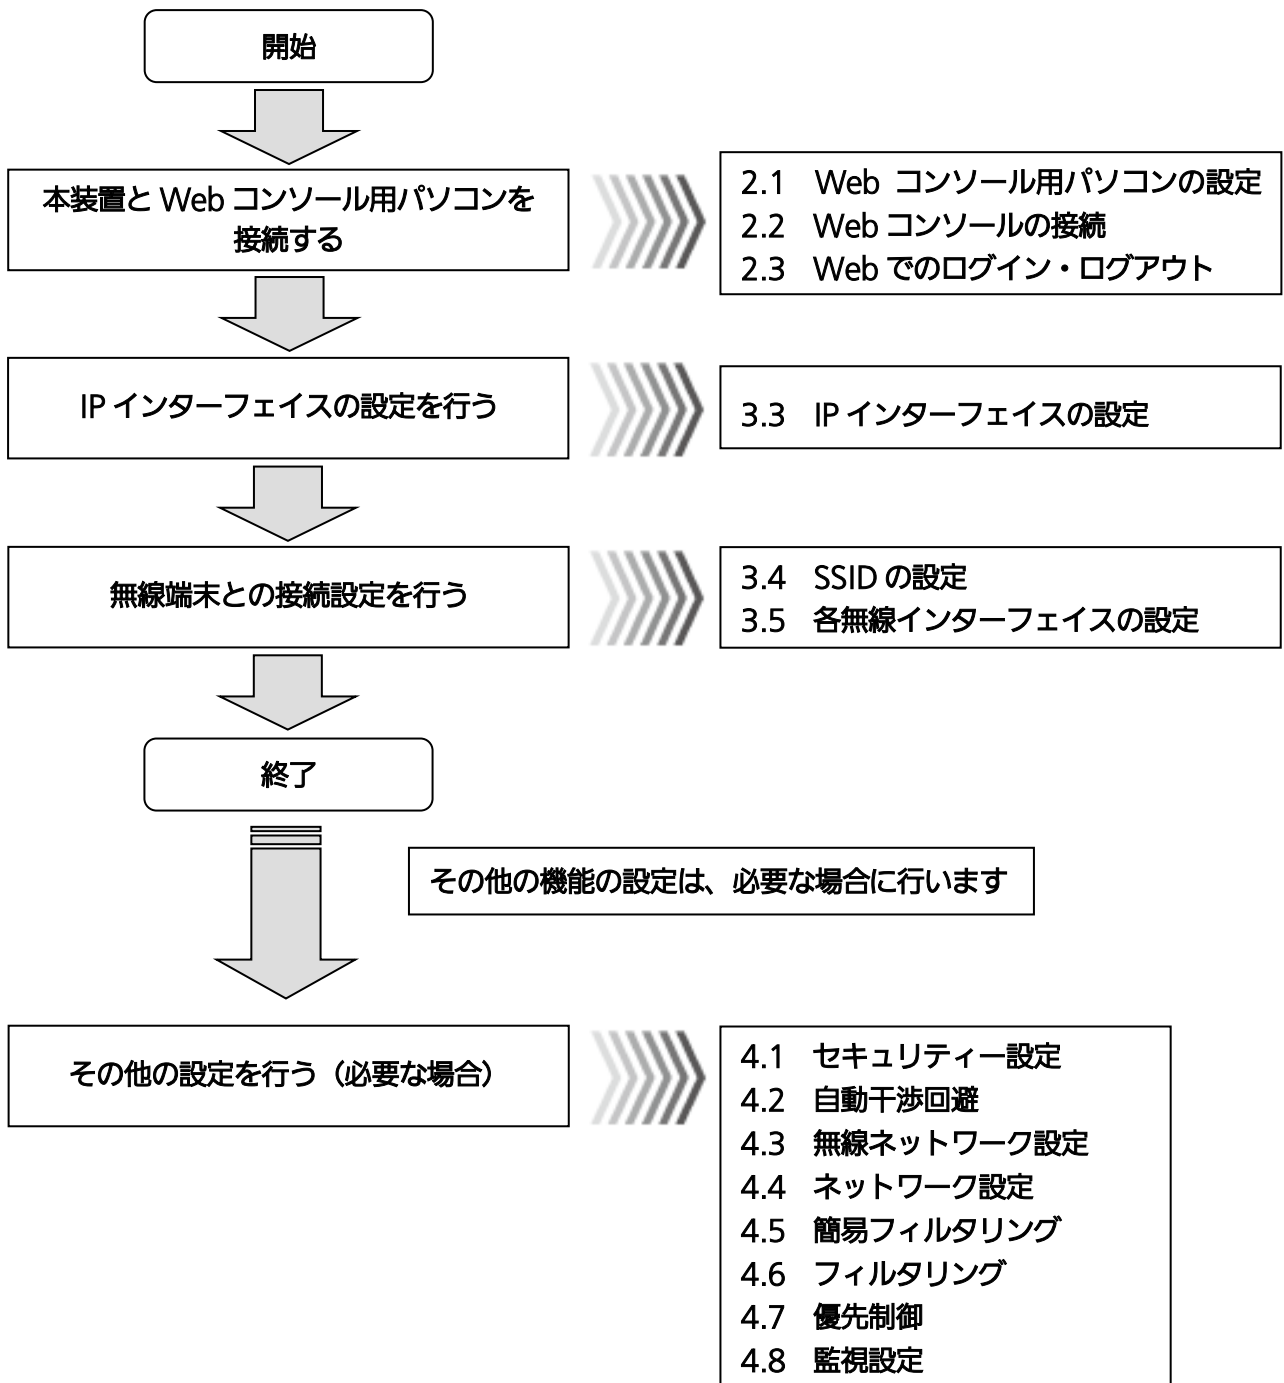 開始
本装置と Web コンソール用パソコンを
接続する
2.1 Web コンソール用パソコンの設定
2.2 Web コンソールの接続
2.3 Web でのログイン・ログアウト
IP インターフェイスの設定を行う
3.3 IP インターフェイスの設定
無線端末との接続設定を行う
3.4 SSID の設定
3.5 各無線インターフェイスの設定
終了
その他の機能の設定は、必要な場合に行います
その他の設定を行う（必要な場合）
4.1 セキュリティー設定
4.2 自動干渉回避
4.3 無線ネットワーク設定
4.4 ネットワーク設定
4.5 簡易フィルタリング
4.6 フィルタリング
4.7 優先制御
4.8 監視設定